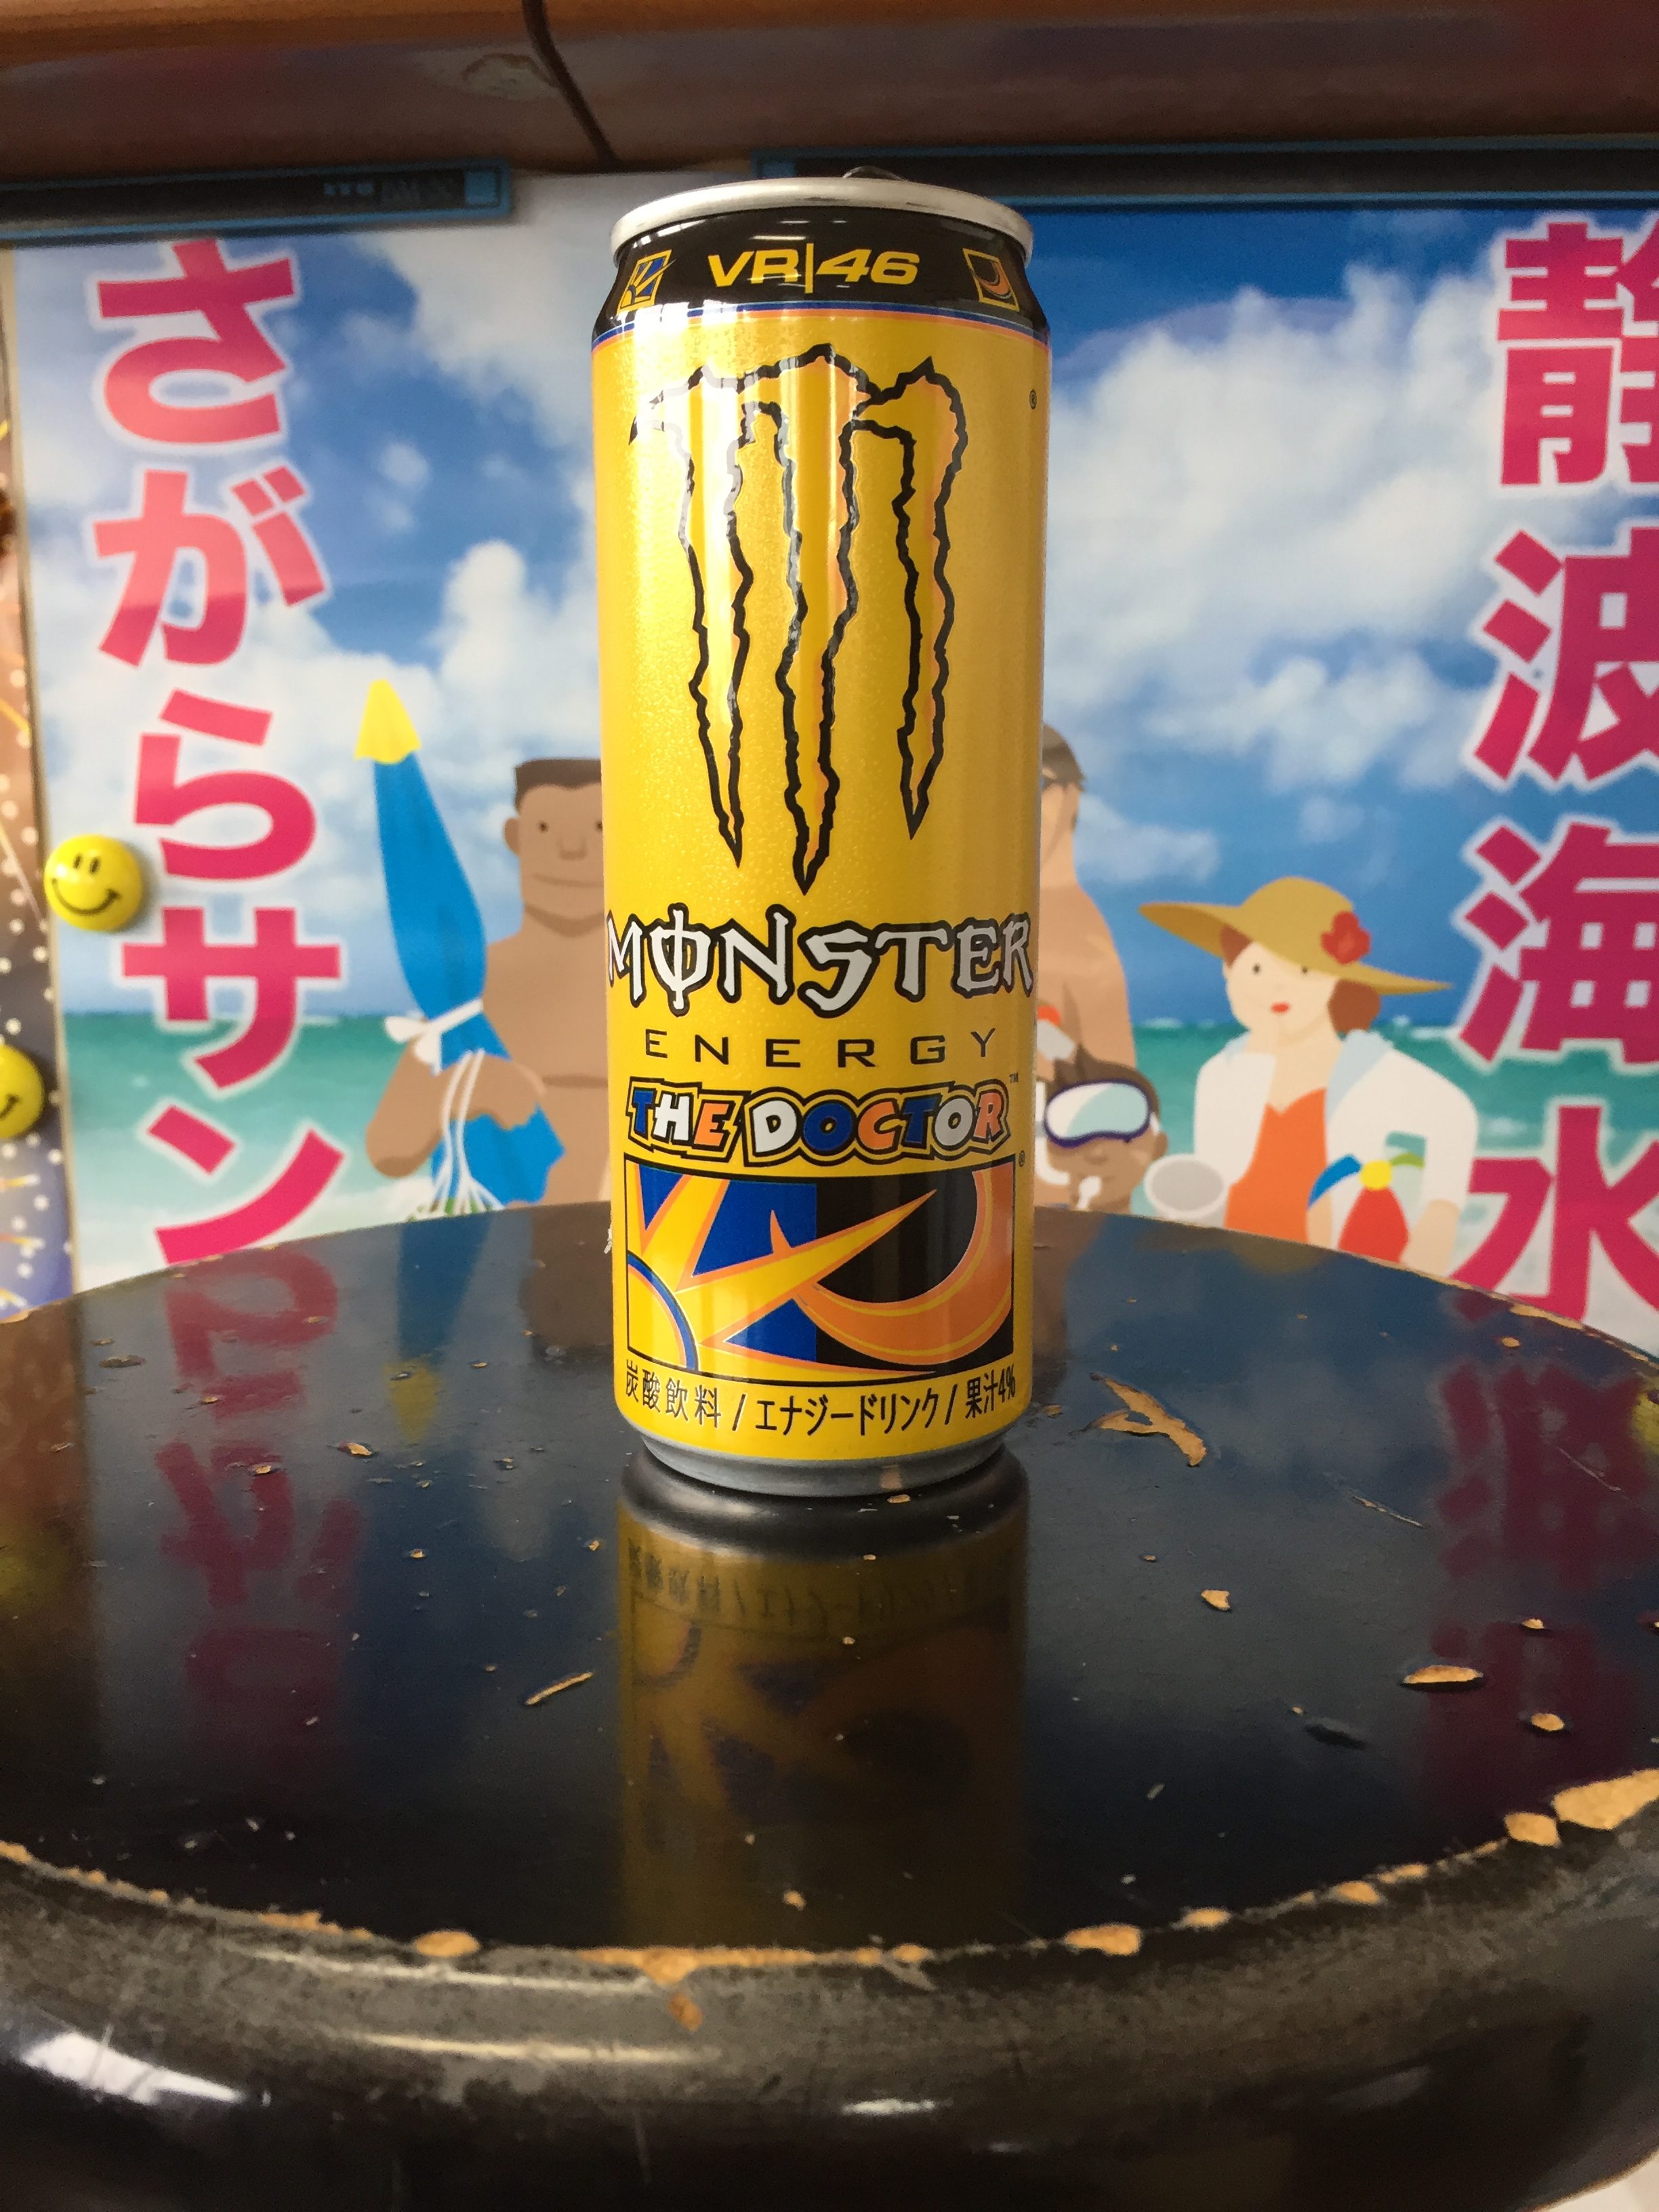 さがらサン
静波海水
VR|46
MONSTER
ENERGY
THE DOCTOR™
炭酸飲料 / エナジードリンク / 果汁4%